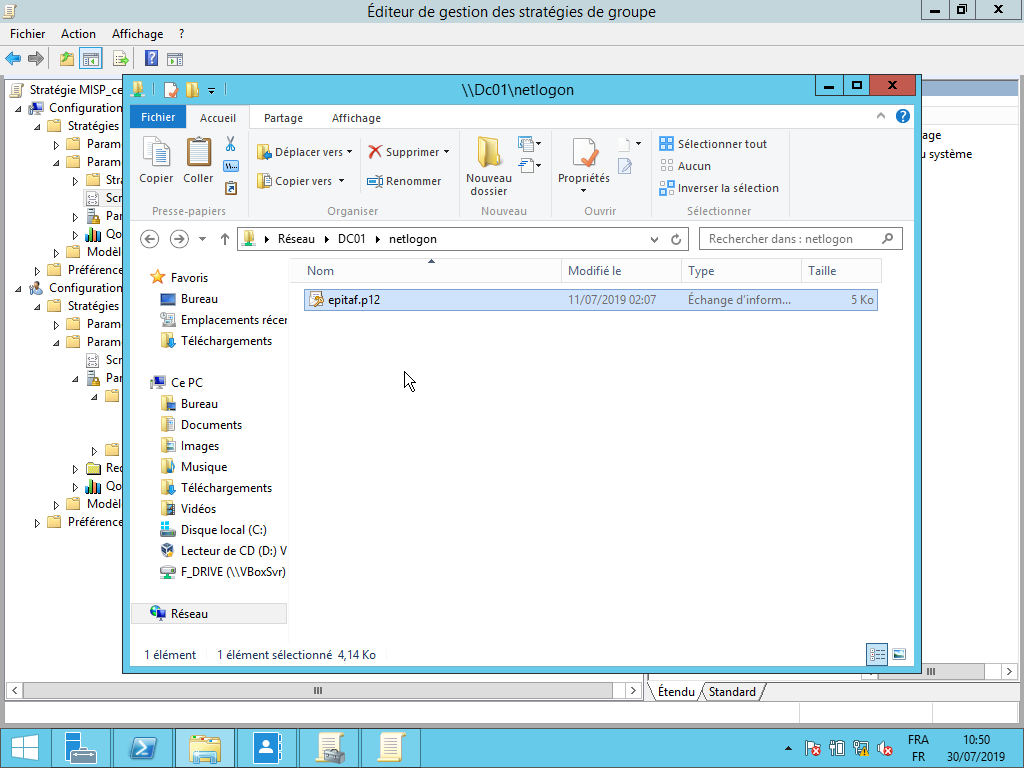 Éditeur de gestion des stratégies de groupe
Fichier Action Affichage ?
Stratégie MISP_ce
Configuration
Stratégies
Param
Param
Stra
Scr
Par
Qo
Modèl
Préférence
Configuration
Stratégies
Param
Param
Scr
Par
Rec
Qo
Modèl
Préférence
\\Dc01\netlogon
Fichier Accueil Partage Affichage
Copier
Coller
Presse-papiers
Déplacer vers
Copier vers
Supprimer
Renommer
Organiser
Nouveau
dossier
Nouveau
Propriétés
Ouvrir
Sélectionner tout
Aucun
Inverser la sélection
Sélectionner
Réseau DC01 netlogon
Rechercher dans : netlogon
Favoris
Bureau
Emplacements récer
Téléchargements
Ce PC
Bureau
Documents
Images
Musique
Téléchargements
Vidéos
Disque local (C:)
Lecteur de CD (D:) V
F_DRIVE (\\VBoxSvr)
Réseau
Nom Modifié le Type Taille
epitaf.p12 11/07/2019 02:07 Échange d'inform... 5 Ko
1 élément 1 élément sélectionné 4,14 Ko
age
u système
Étendu Standard
FRA
FR
10:50
30/07/2019